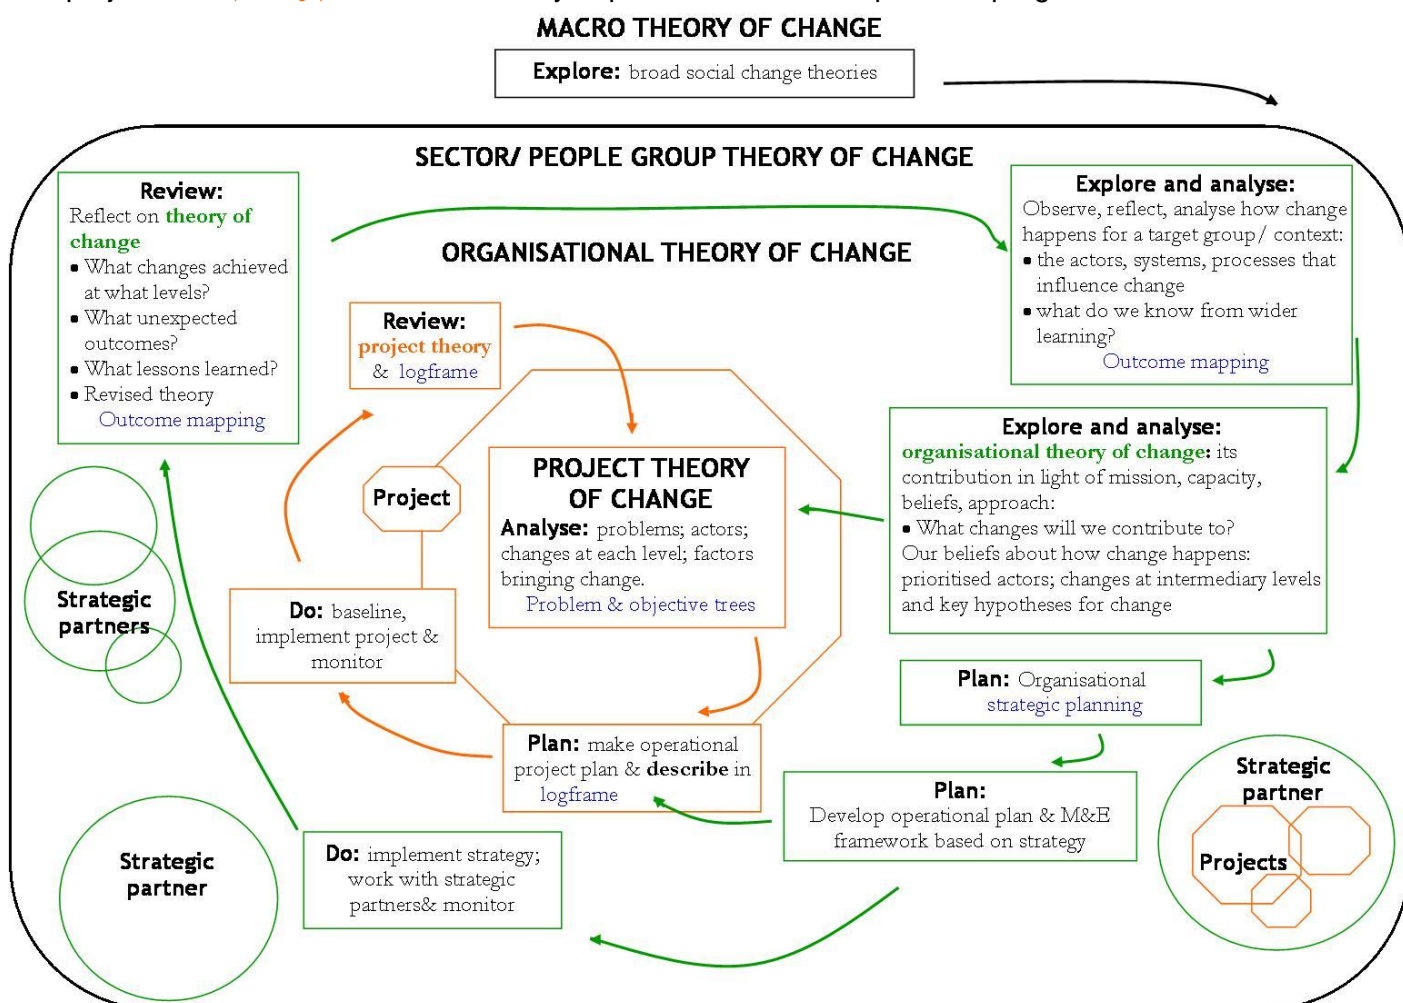 MACRO THEORY OF CHANGE
Explore: broad social change theories
SECTOR/ PEOPLE GROUP THEORY OF CHANGE
Review:
Reflect on theory of
change
▪ What changes achieved
at what levels?
▪ What unexpected
outcomes?
▪ What lessons learned?
▪ Revised theory
Outcome mapping
Explore and analyse:
Observe, reflect, analyse how change
happens for a target group/ context:
▪ the actors, systems, processes that
influence change
▪ what do we know from wider
learning?
Outcome mapping
ORGANISATIONAL THEORY OF CHANGE
Review:
project theory
& logframe
Explore and analyse:
organisational theory of change: its
contribution in light of mission, capacity,
beliefs, approach:
▪ What changes will we contribute to?
Our beliefs about how change happens:
prioritised actors; changes at intermediary levels
and key hypotheses for change
Project
PROJECT THEORY
OF CHANGE
Analyse: problems; actors;
changes at each level; factors
bringing change.
Problem & objective trees
Strategic
partners
Do: baseline,
implement project &
monitor
Plan: Organisational
strategic planning
Plan: make operational
project plan & describe in
logframe
Plan:
Develop operational plan & M&E
framework based on strategy
Strategic
partner
Projects
Do: implement strategy;
work with strategic
partners& monitor
Strategic
partner